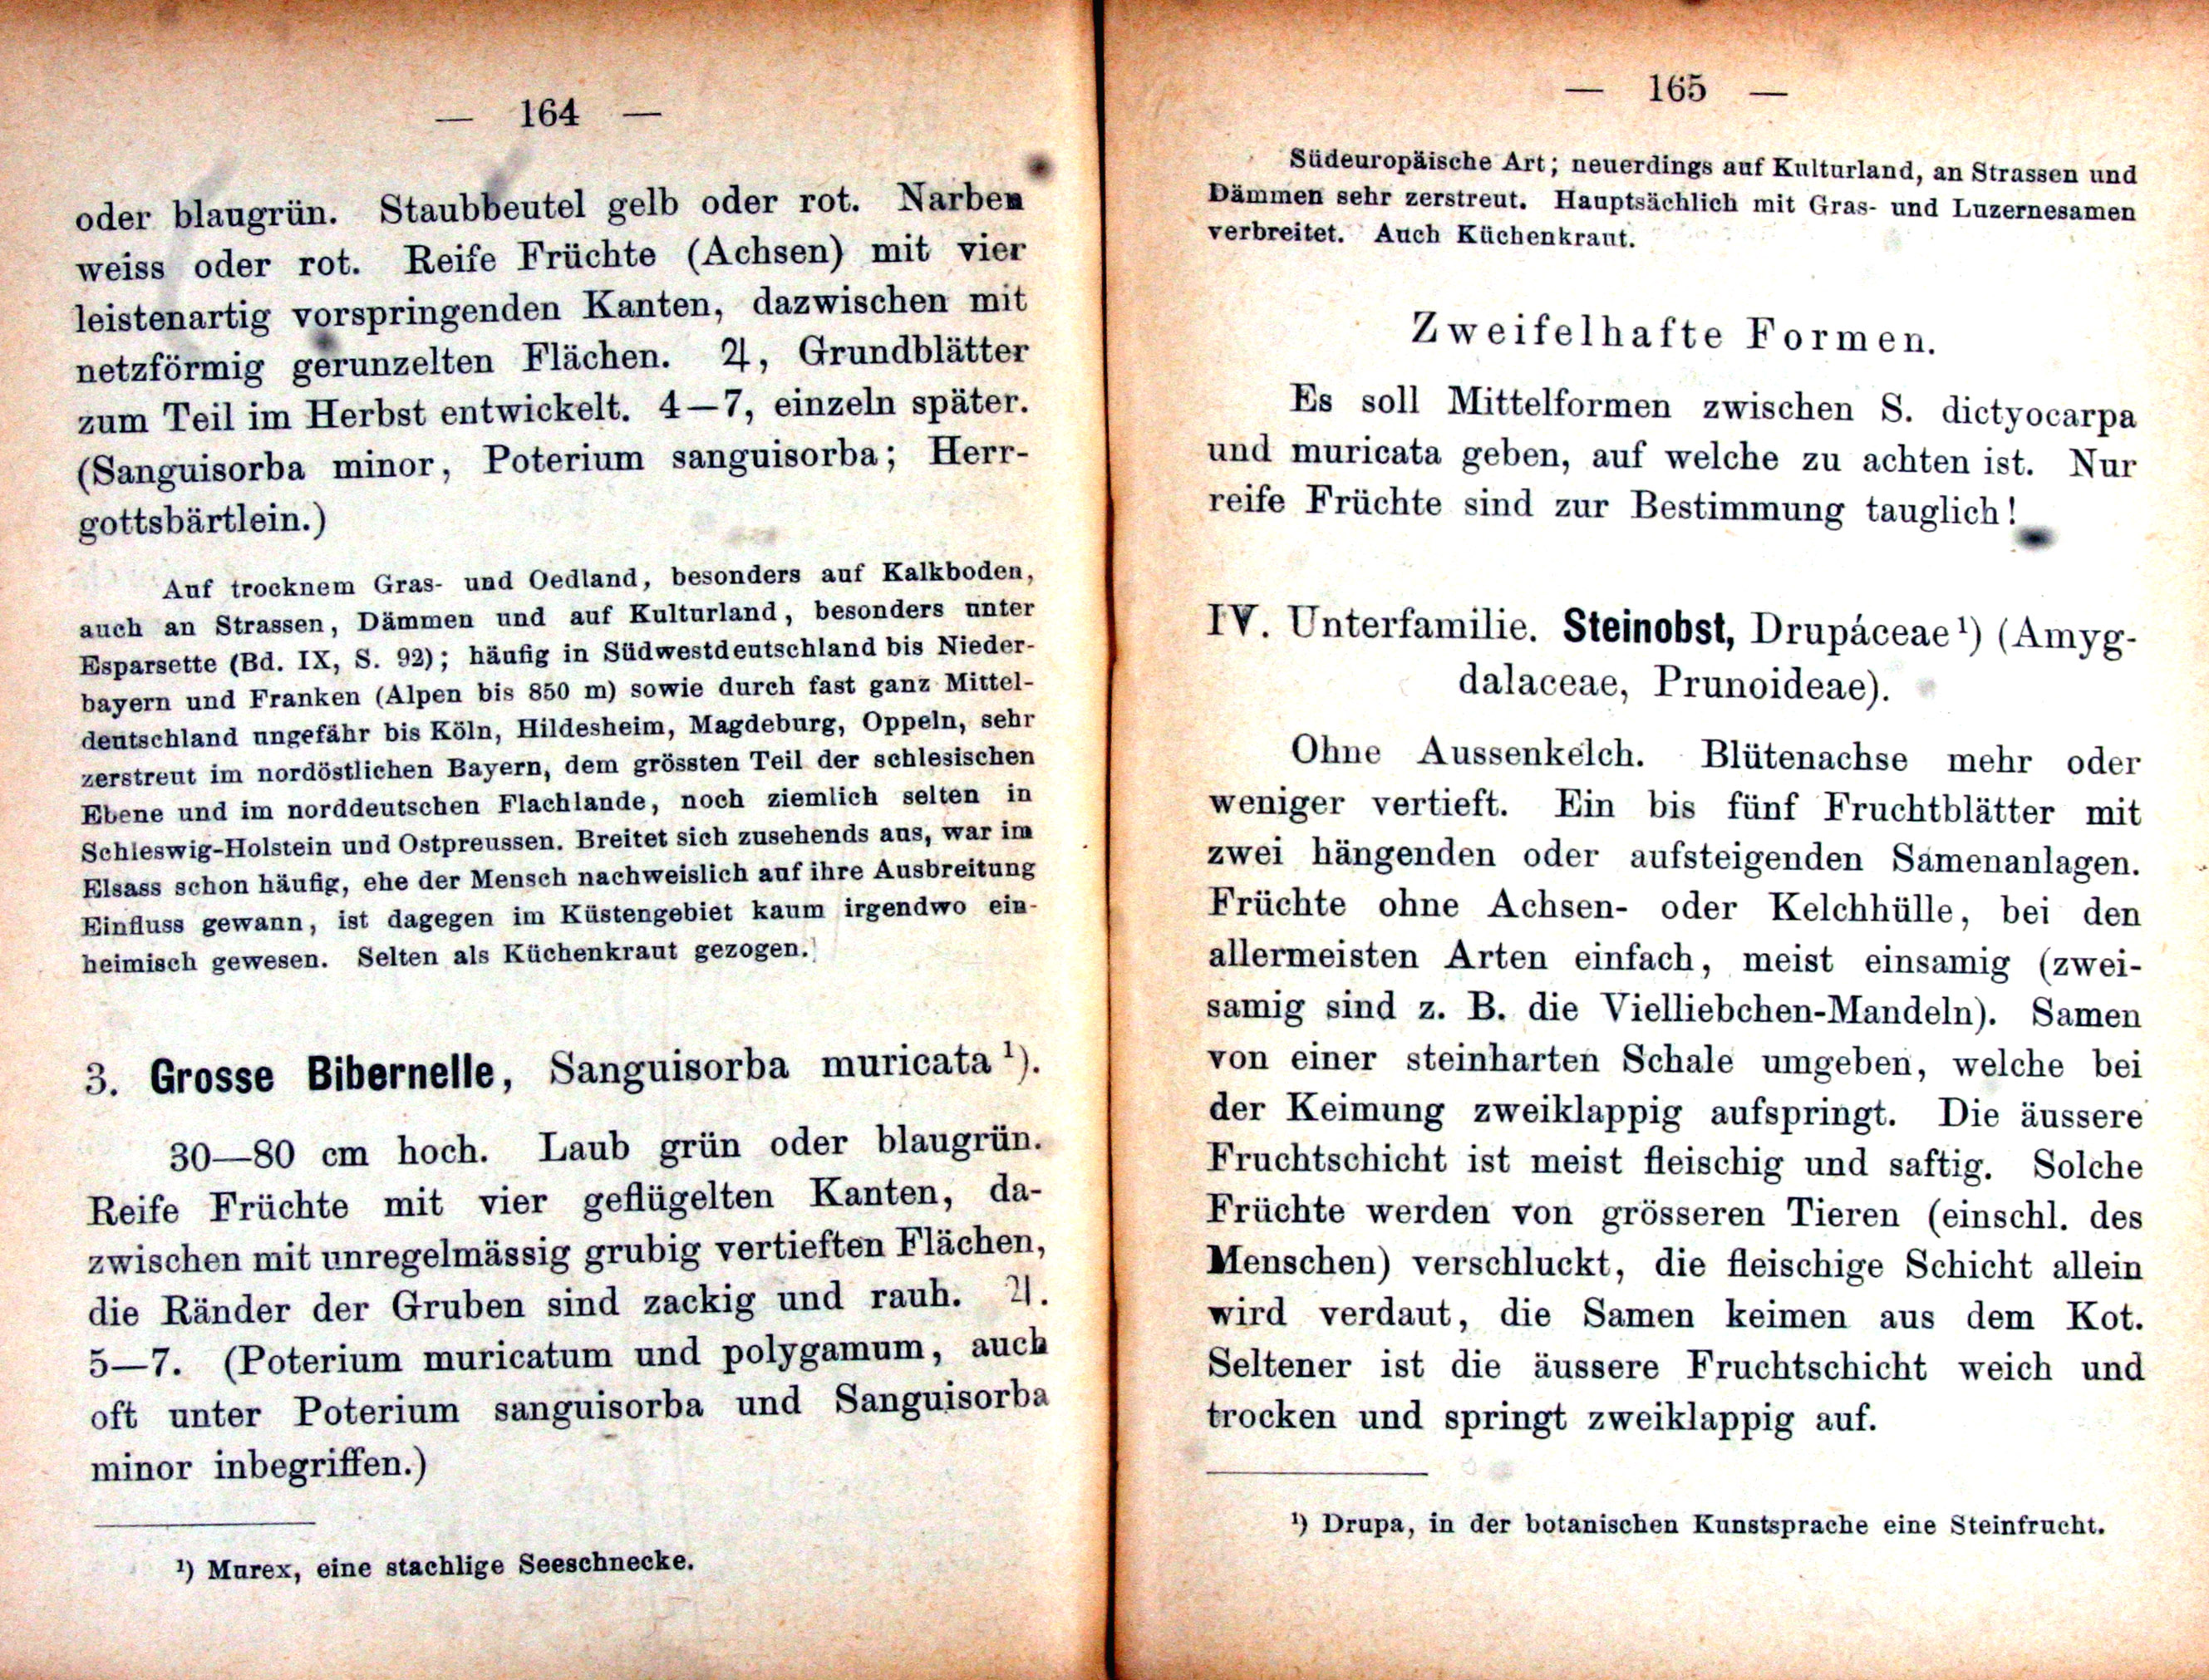 — 164 —
oder blaugrün. Staubbeutel gelb oder rot. Narben
weiss oder rot. Reife Früchte (Achsen) mit vier
leistenartig vorspringenden Kanten, dazwischen mit
netzförmig gerunzelten Flächen. ♃, Grundblätter
zum Teil im Herbst entwickelt. 4—7, einzeln später.
(Sanguisorba minor, Poterium sanguisorba; Herr-
gottsbärtlein.)
Auf trocknem Gras- und Oedland, besonders auf Kalkboden,
auch an Strassen, Dämmen und auf Kulturland, besonders unter
Esparsette (Bd. IX, S. 92); häufig in Südwestdeutschland bis Nieder-
bayern und Franken (Alpen bis 850 m) sowie durch fast ganz Mittel-
deutschland ungefähr bis Köln, Hildesheim, Magdeburg, Oppeln, sehr
zerstreut im nordöstlichen Bayern, dem grössten Teil der schlesischen
Ebene und im norddeutschen Flachlande, noch ziemlich selten in
Schleswig-Holstein und Ostpreussen. Breitet sich zusehends aus, war im
Elsass schon häufig, ehe der Mensch nachweislich auf ihre Ausbreitung
Einfluss gewann, ist dagegen im Küstengebiet kaum irgendwo ein-
heimisch gewesen. Selten als Küchenkraut gezogen.
3. Grosse Bibernelle, Sanguisorba muricata ¹).
30—80 cm hoch. Laub grün oder blaugrün.
Reife Früchte mit vier geflügelten Kanten, da-
zwischen mit unregelmässig grubig vertieften Flächen,
die Ränder der Gruben sind zackig und rauh. ♃.
5—7. (Poterium muricatum und polygamum, auch
oft unter Poterium sanguisorba und Sanguisorba
minor inbegriffen.)
¹) Murex, eine stachlige Seeschnecke.
— 165 —
Südeuropäische Art; neuerdings auf Kulturland, an Strassen und
Dämmen sehr zerstreut. Hauptsächlich mit Gras- und Luzernesamen
verbreitet. Auch Küchenkraut.
Zweifelhafte Formen.
Es soll Mittelformen zwischen S. dictyocarpa
und muricata geben, auf welche zu achten ist. Nur
reife Früchte sind zur Bestimmung tauglich!
IV. Unterfamilie. Steinobst, Drupáceae ¹) (Amyg-
dalaceae, Prunoideae).
Ohne Aussenkelch. Blütenachse mehr oder
weniger vertieft. Ein bis fünf Fruchtblätter mit
zwei hängenden oder aufsteigenden Samenanlagen.
Früchte ohne Achsen- oder Kelchhülle, bei den
allermeisten Arten einfach, meist einsamig (zwei-
samig sind z. B. die Vielliebchen-Mandeln). Samen
von einer steinharten Schale umgeben, welche bei
der Keimung zweiklappig aufspringt. Die äussere
Fruchtschicht ist meist fleischig und saftig. Solche
Früchte werden von grösseren Tieren (einschl. des
Menschen) verschluckt, die fleischige Schicht allein
wird verdaut, die Samen keimen aus dem Kot.
Seltener ist die äussere Fruchtschicht weich und
trocken und springt zweiklappig auf.
¹) Drupa, in der botanischen Kunstsprache eine Steinfrucht.